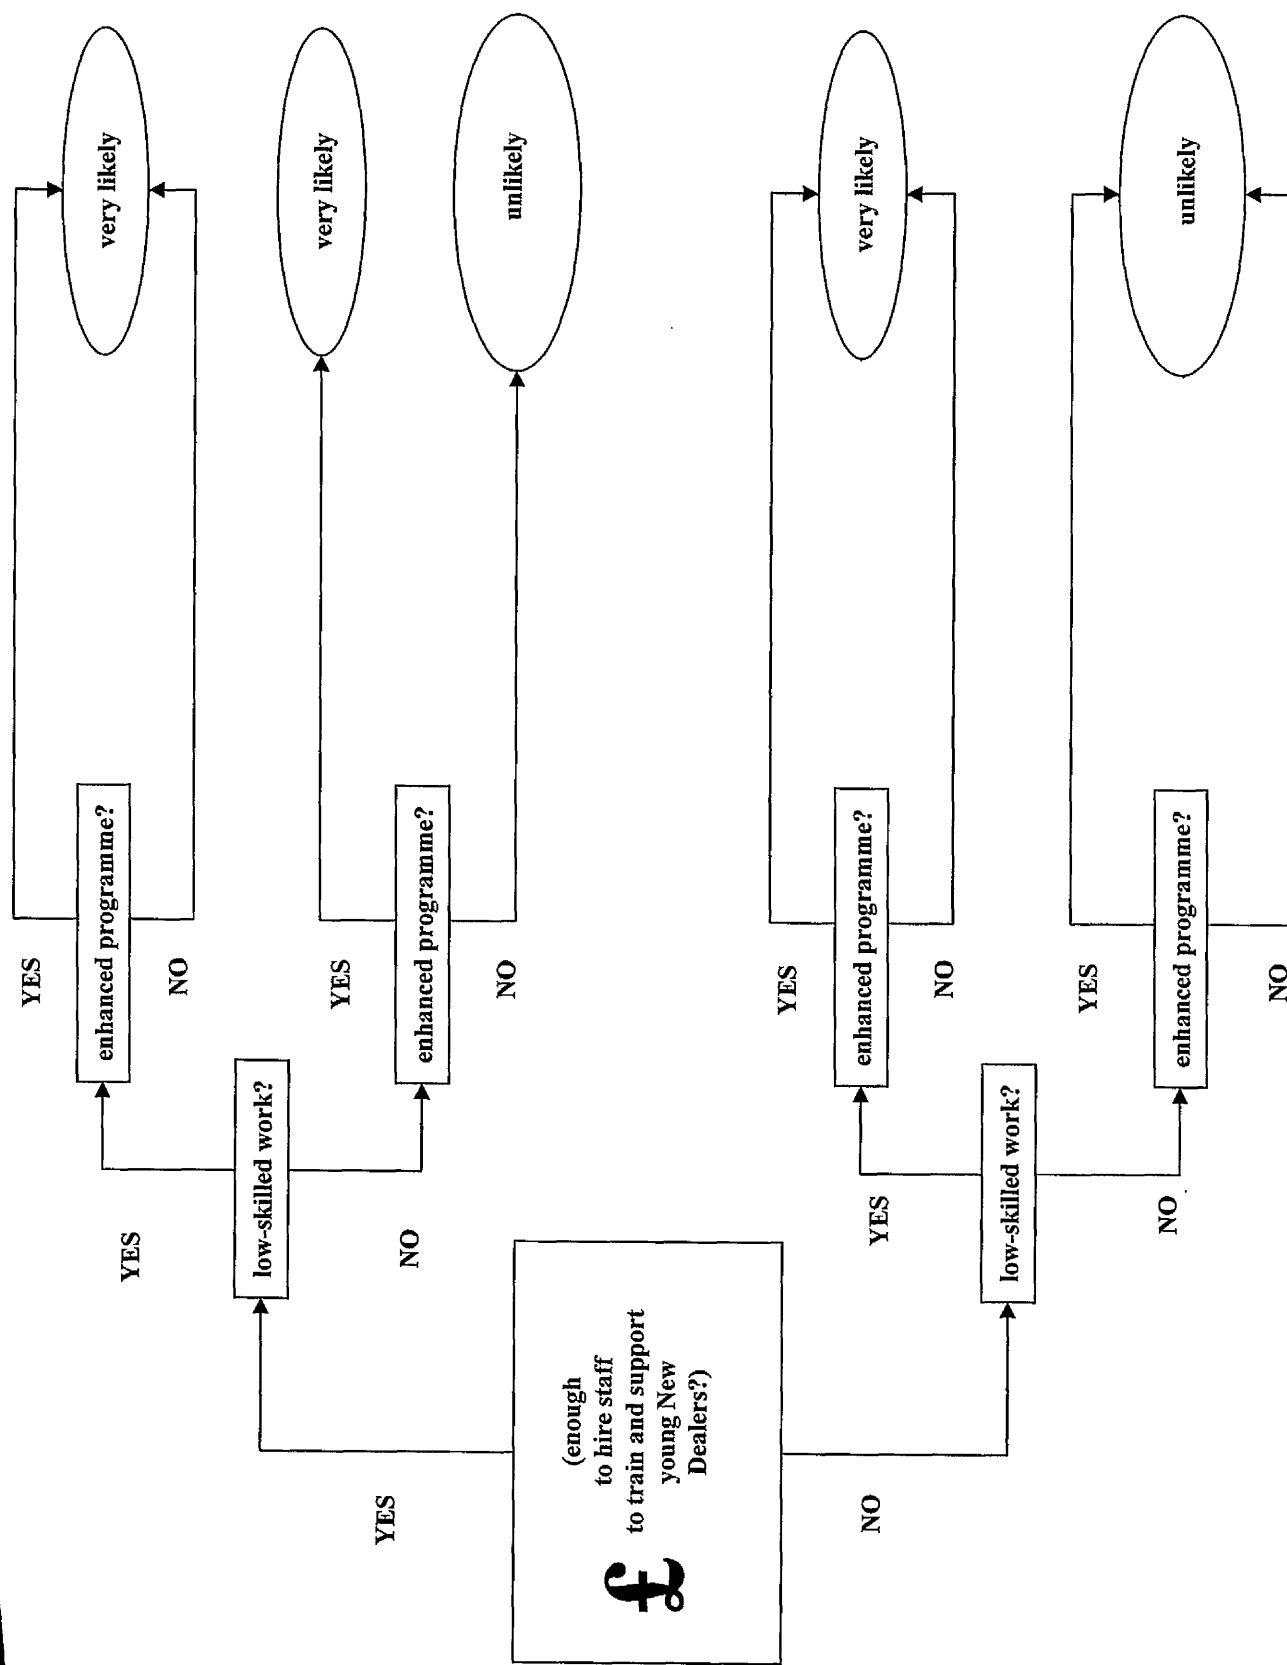 YES
enhanced programme?
very likely
YES
NO
low-skilled work?
YES
very likely
YES
NO
enhanced programme?
NO
unlikely
(enough
to hire staff
to train and support
£
young New
Dealers?)
YES
enhanced programme?
very likely
NO
YES
NO
low-skilled work?
YES
NO
enhanced programme?
unlikely
NO